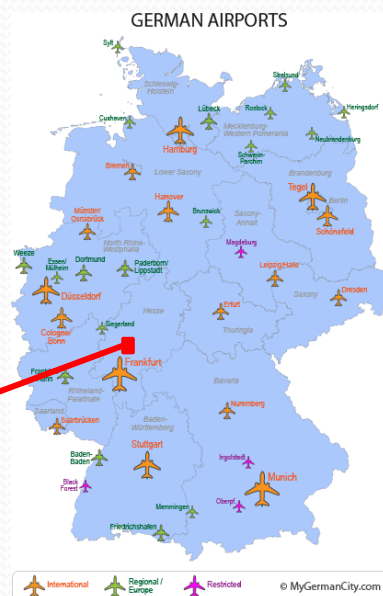 GERMAN AIRPORTS
Sylt
Schleswig-
Holstein
Stralsund
Cuxhaven
Lübeck
Rostock
Heringsdorf
Hamburg
Mecklenburg-
Western Pomerania
Neubrandenburg
Schwerin-
Parchim
Bremen
Lower Saxony
Brandenburg
Tegel
Berlin
Hanover
Münster/
Osnabrück
Brunswick
Saxony-
Anhalt
Schönefeld
North Rhine-
Westphalia
Magdeburg
Weeze
Essen/
Mülheim
Dortmund
Paderborn/
Lippstadt
Leipzig/Halle
Düsseldorf
Saxony
Dresden
Hesse
Erfurt
Cologne/
Bonn
Siegerland
Thuringia
Frankfurt
Rhineland-
Palatinate
Bavaria
Saarland
Saarbrücken
Baden-
Württemberg
Nuremberg
Stuttgart
Baden-
Baden
Ingolstadt
Black
Forest
Munich
Memmingen
Oberpf.
Friedrichshafen
International
Regional /
Europe
Restricted
© MyGermanCity.com